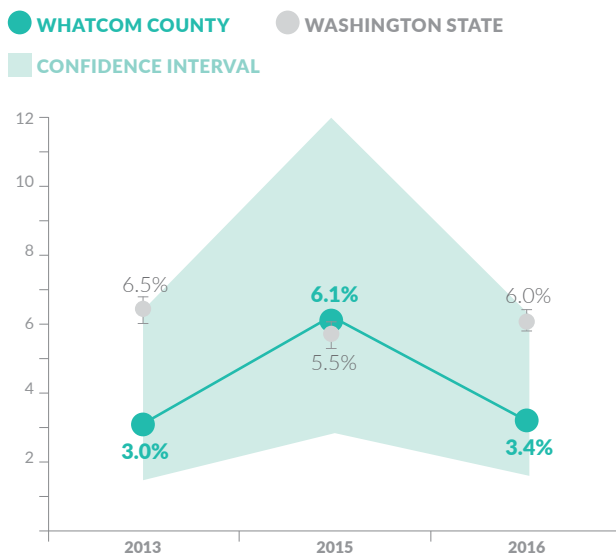 WHATCOM COUNTY WASHINGTON STATE
CONFIDENCE INTERVAL
12
10
8
6.5% 6.1% 6.0%
6
5.5%
4
3.0% 3.4%
2
2013 2015 2016